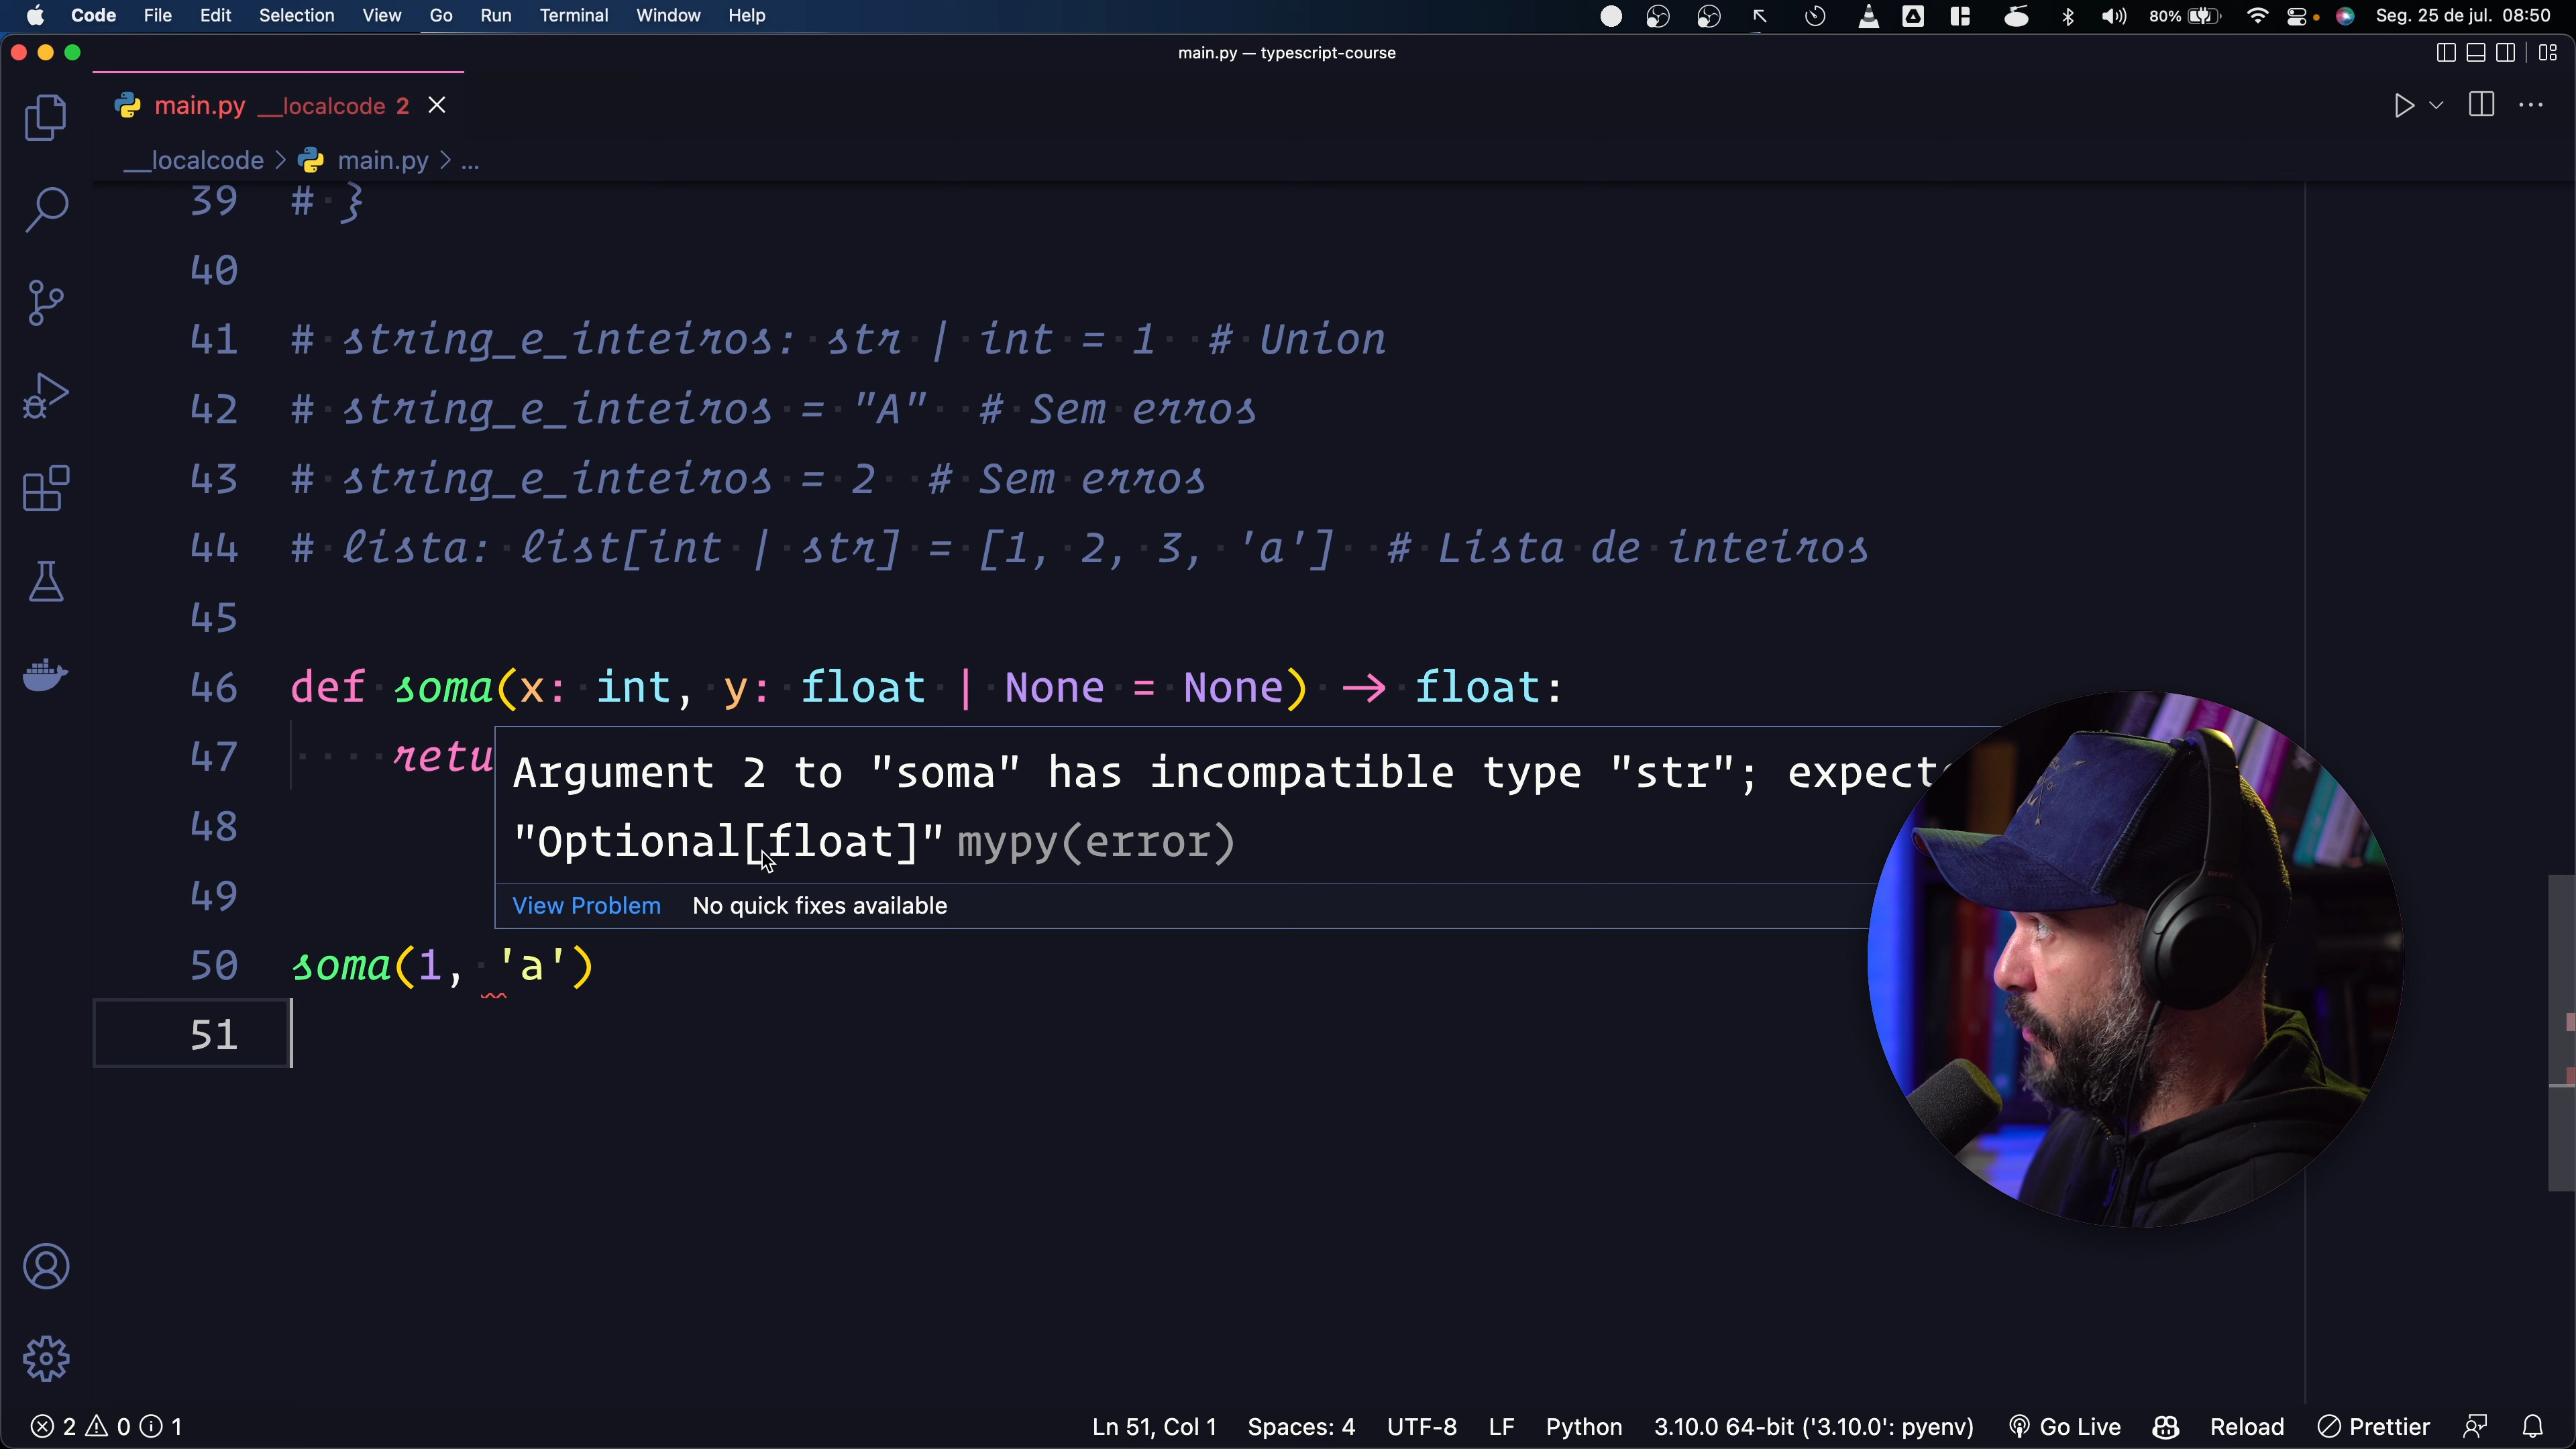 Code File Edit Selection View Go Run Terminal Window Help 80% Seg. 25 de jul. 08:50
main.py — typescript-course
main.py __localcode 2
__localcode > main.py > ...
39 # }
40
41 # string_e_inteiros: str | int = 1  # Union
42 # string_e_inteiros = "A"  # Sem erros
43 # string_e_inteiros = 2  # Sem erros
44 # lista: list[int | str] = [1, 2, 3, 'a']  # Lista de inteiros
45
46 def soma(x: int, y: float | None = None) -> float:
47 retu
Argument 2 to "soma" has incompatible type "str"; expect
48
"Optional[float]" mypy(error)
49
View Problem No quick fixes available
50 soma(1, 'a')
51
2 0 1 Ln 51, Col 1 Spaces: 4 UTF-8 LF Python 3.10.0 64-bit ('3.10.0': pyenv) Go Live Reload Prettier